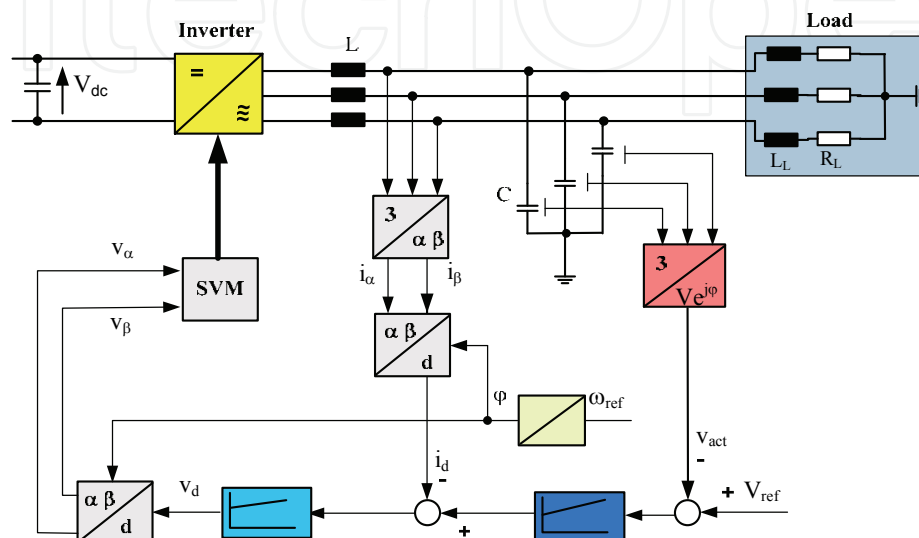 Inverter
Load
L
V_dc
=
≋
L_L
R_L
C
3
α β
i_α
i_β
v_α
v_β
SVM
α β
d
3
Ve^jφ
φ
ω_ref
v_act
-
i_d
-
v_d
+
+ V_ref
α β
d